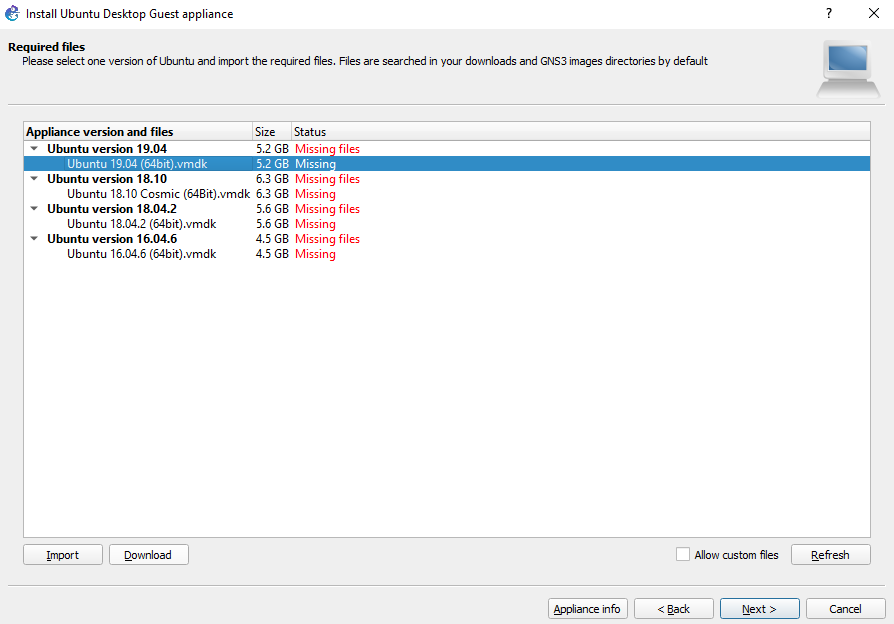 Install Ubuntu Desktop Guest appliance ?
Required files
Please select one version of Ubuntu and import the required files. Files are searched in your downloads and GNS3 images directories by default
Appliance version and files Size Status
Ubuntu version 19.04 5.2 GB Missing files
Ubuntu 19.04 (64bit).vmdk 5.2 GB Missing
Ubuntu version 18.10 6.3 GB Missing files
Ubuntu 18.10 Cosmic (64Bit).vmdk 6.3 GB Missing
Ubuntu version 18.04.2 5.6 GB Missing files
Ubuntu 18.04.2 (64bit).vmdk 5.6 GB Missing
Ubuntu version 16.04.6 4.5 GB Missing files
Ubuntu 16.04.6 (64bit).vmdk 4.5 GB Missing
Import Download Allow custom files Refresh
Appliance info < Back Next > Cancel